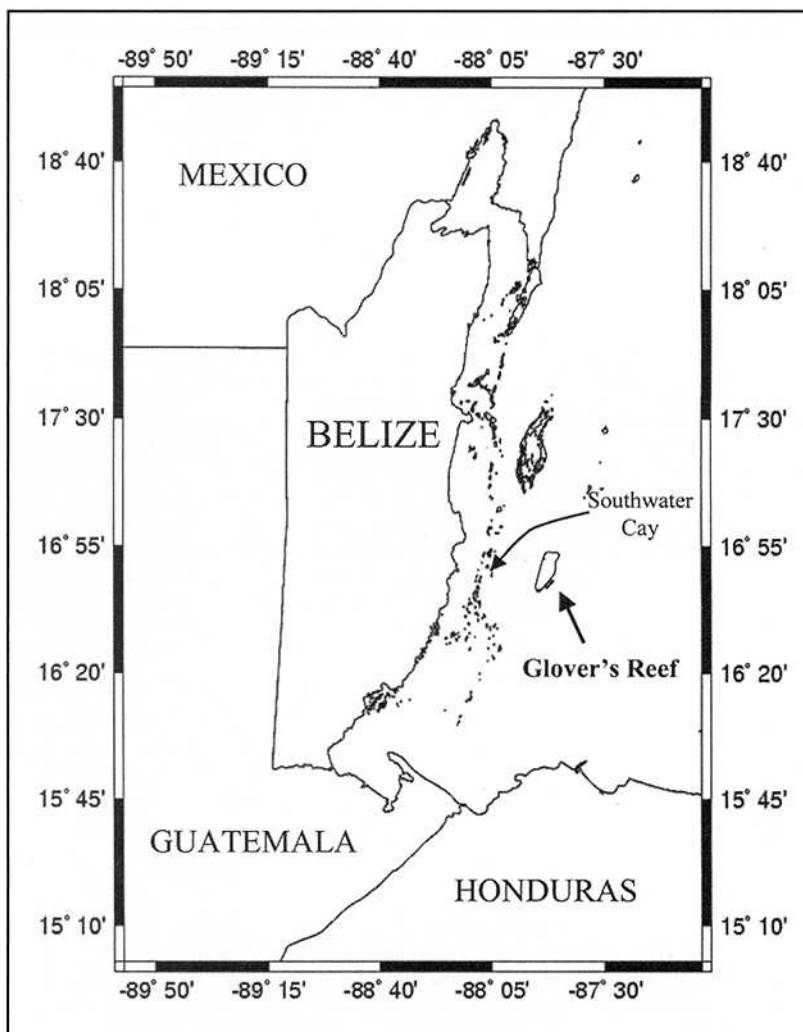 -89° 50' -89° 15' -88° 40' -88° 05' -87° 30'
18° 40' 18° 40'
MEXICO
18° 05' 18° 05'
17° 30' 17° 30'
BELIZE
Southwater
Cay
16° 55' 16° 55'
Glover's Reef
16° 20' 16° 20'
15° 45' 15° 45'
GUATEMALA
HONDURAS
15° 10' 15° 10'
-89° 50' -89° 15' -88° 40' -88° 05' -87° 30'